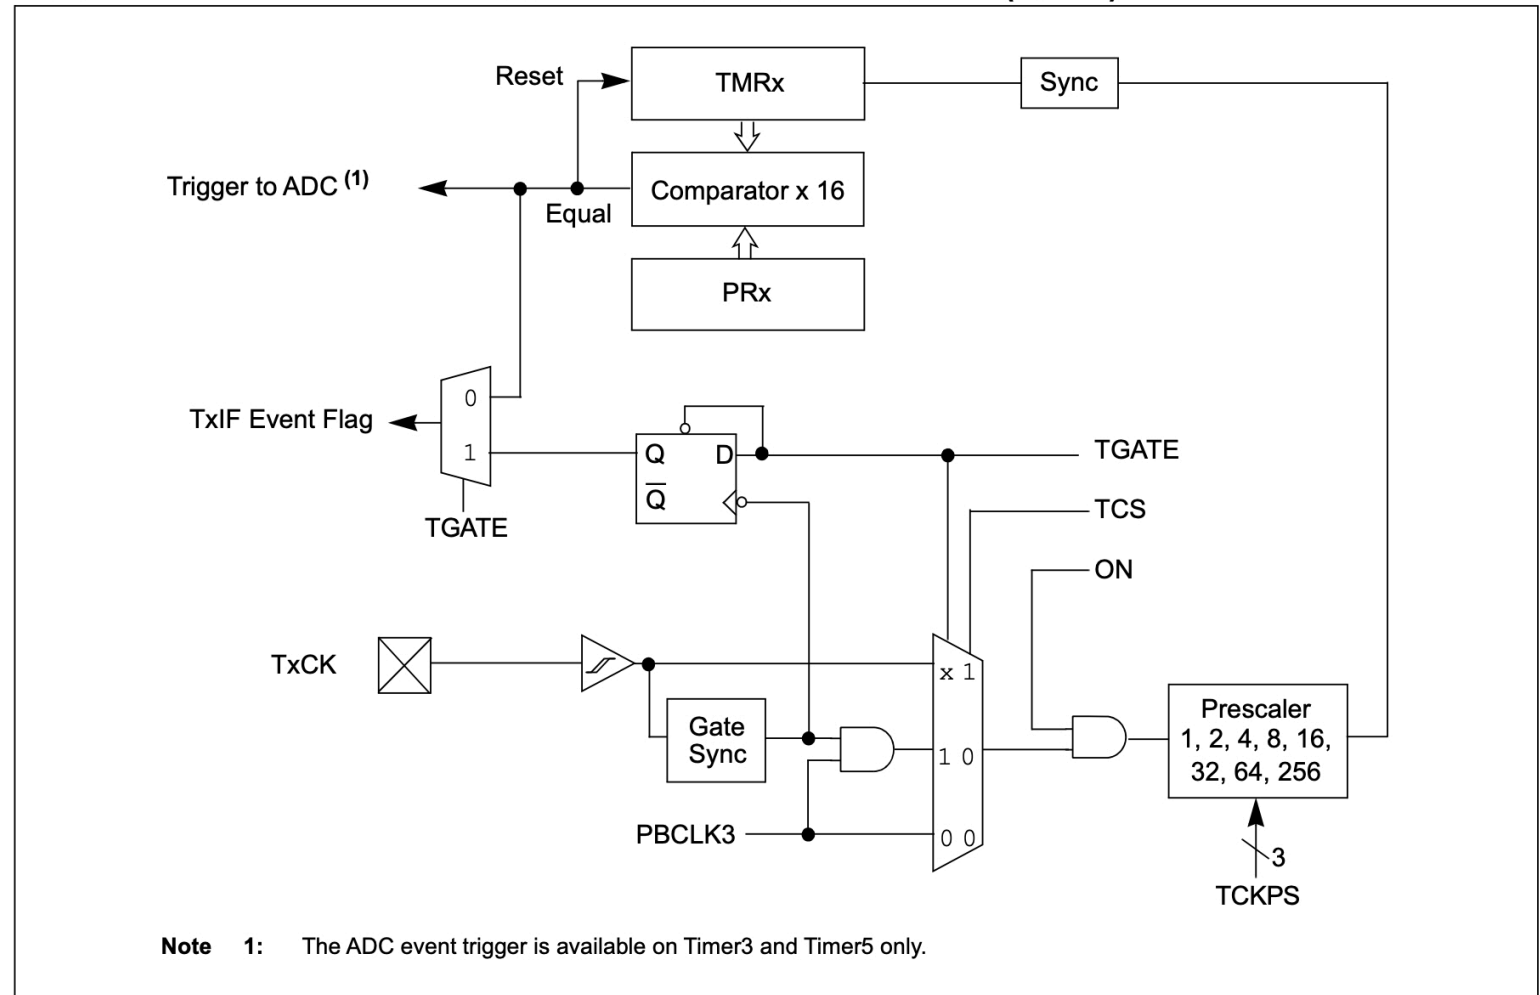 Reset
TMRx
Sync
Trigger to ADC (1)
Comparator x 16
Equal
PRx
0
TxIF Event Flag
1
TGATE
Q
D
Q
TGATE
TCS
ON
TxCK
x 1
Gate
Sync
1 0
Prescaler
1, 2, 4, 8, 16,
32, 64, 256
PBCLK3
0 0
3
TCKPS
Note 1: The ADC event trigger is available on Timer3 and Timer5 only.